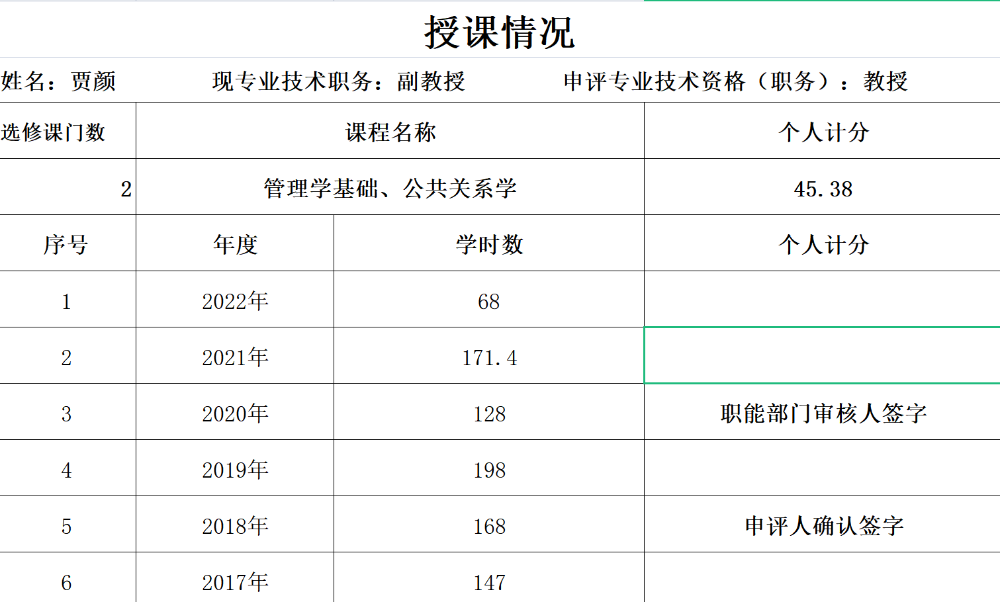 授课情况
姓名：贾颜 现专业技术职务：副教授 申评专业技术资格（职务）：教授
选修课门数 课程名称 个人计分
2 管理学基础、公共关系学 45.38
序号 年度 学时数 个人计分
1 2022年 68
2 2021年 171.4
3 2020年 128 职能部门审核人签字
4 2019年 198
5 2018年 168 申评人确认签字
6 2017年 147